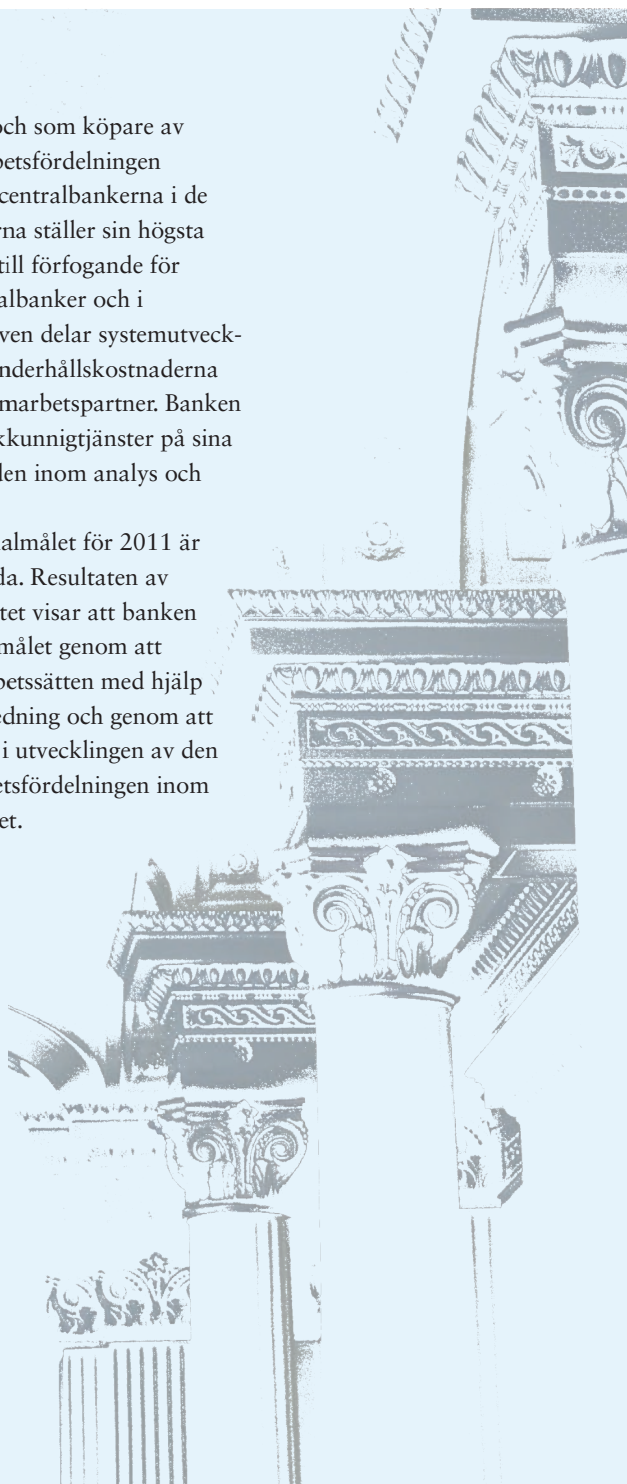 och som köpare av
betsfördelningen
centralbankerna i de
rna ställer sin högsta
till förfogande för
albanker och i
ven delar systemutveck-
nderhållskostnaderna
marbetspartner. Banken
kkunnigtjänster på sina
den inom analys och
almålet för 2011 är
da. Resultaten av
tet visar att banken
målet genom att
betssätten med hjälp
edning och genom att
i utvecklingen av den
etsfördelningen inom
et.